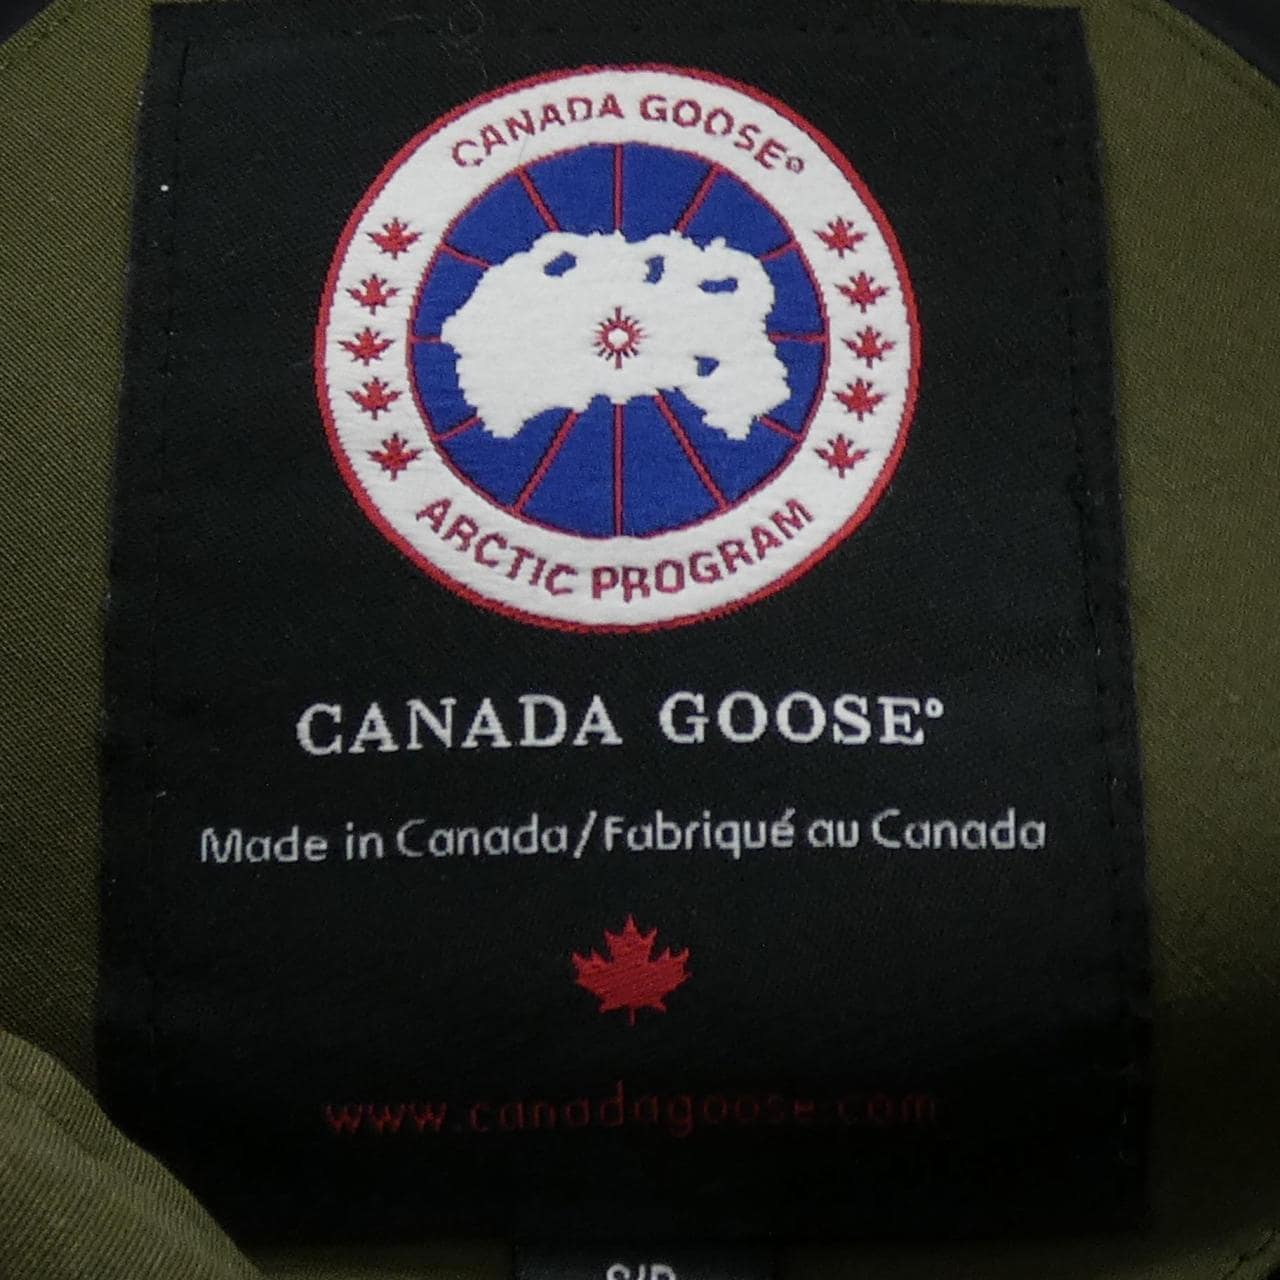 CANADA GOOSE®
ARCTIC PROGRAM
CANADA GOOSE®
Made in Canada/Fabriqué au Canada
www.canadagoose.com